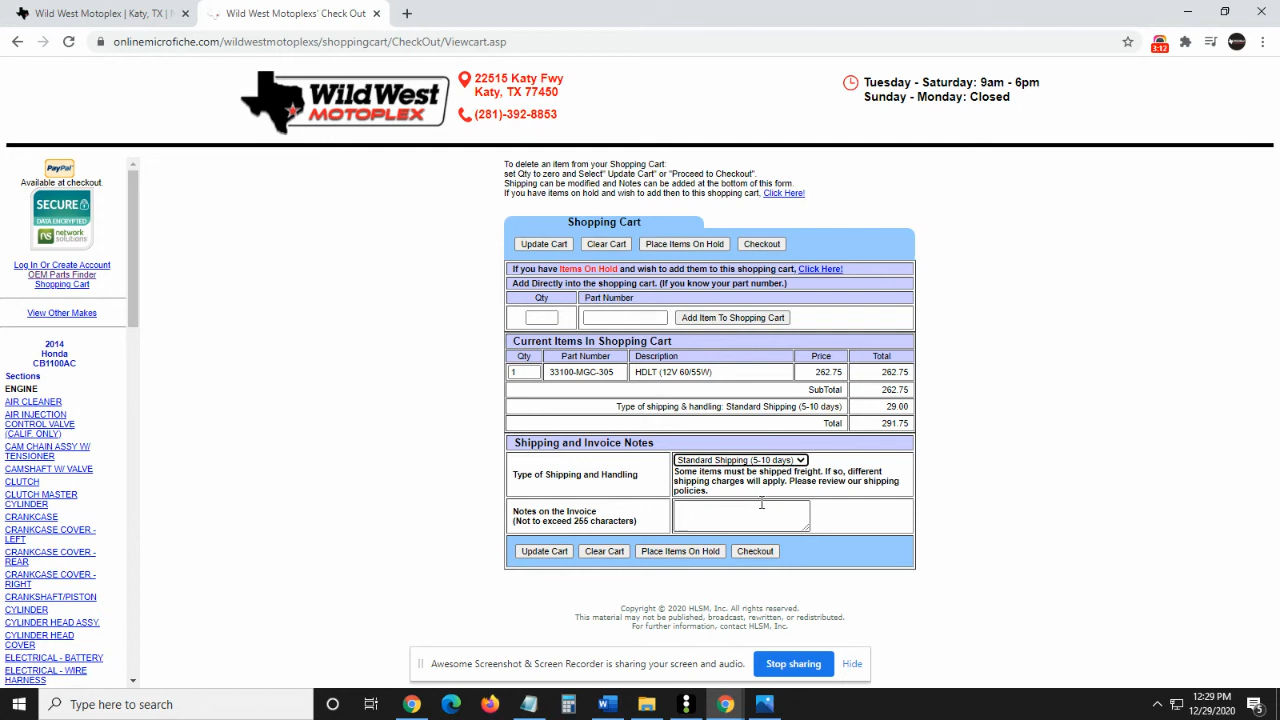 Wild West Motoplex | Katy, TX |
Wild West Motoplexs' Check Out
onlinemicrofiche.com/wildwestmotoplexs/shoppingcart/CheckOut/Viewcart.asp
3:12
WildWest
MOTOPLEX
22515 Katy Fwy
Katy, TX 77450
(281)-392-8853
Tuesday - Saturday: 9am - 6pm
Sunday - Monday: Closed
PayPal
Available at checkout.
SECURE
DATA ENCRYPTED
network
solutions
Log In Or Create Account
OEM Parts Finder
Shopping Cart
View Other Makes
2014
Honda
CB1100AC
Sections
ENGINE
AIR CLEANER
AIR INJECTION
CONTROL VALVE
(CALIF. ONLY)
CAM CHAIN ASSY W/
TENSIONER
CAMSHAFT W/ VALVE
CLUTCH
CLUTCH MASTER
CYLINDER
CRANKCASE
CRANKCASE COVER -
LEFT
CRANKCASE COVER -
REAR
CRANKCASE COVER -
RIGHT
CRANKSHAFT/PISTON
CYLINDER
CYLINDER HEAD ASSY.
CYLINDER HEAD
COVER
ELECTRICAL - BATTERY
ELECTRICAL - WIRE
HARNESS
To delete an item from your Shopping Cart:
set Qty to zero and Select" Update Cart" or "Proceed to Checkout".
Shipping can be modified and Notes can be added at the bottom of this form.
If you have items on hold and wish to add then to this shopping cart, Click Here!
Shopping Cart
Update Cart Clear Cart Place Items On Hold Checkout
If you have Items On Hold and wish to add them to this shopping cart, Click Here!
Add Directly into the shopping cart. (If you know your part number.)
Qty Part Number
Add Item To Shopping Cart
Current Items In Shopping Cart
Qty Part Number Description Price Total
1 33100-MGC-305 HDLT (12V 60/55W) 262.75 262.75
SubTotal 262.75
Type of shipping & handling: Standard Shipping (5-10 days) 29.00
Total 291.75
Shipping and Invoice Notes
Type of Shipping and Handling
Standard Shipping (5-10 days)
Some items must be shipped freight. If so, different
shipping charges will apply. Please review our shipping
policies.
Notes on the Invoice
(Not to exceed 255 characters)
Update Cart Clear Cart Place Items On Hold Checkout
Copyright © 2020 HLSM, Inc. All rights reserved.
This material may not be published, broadcast, rewritten, or redistributed.
For further information, contact HLSM, Inc.
Awesome Screenshot & Screen Recorder is sharing your screen and audio. Stop sharing Hide
Type here to search
12:29 PM
12/29/2020
5